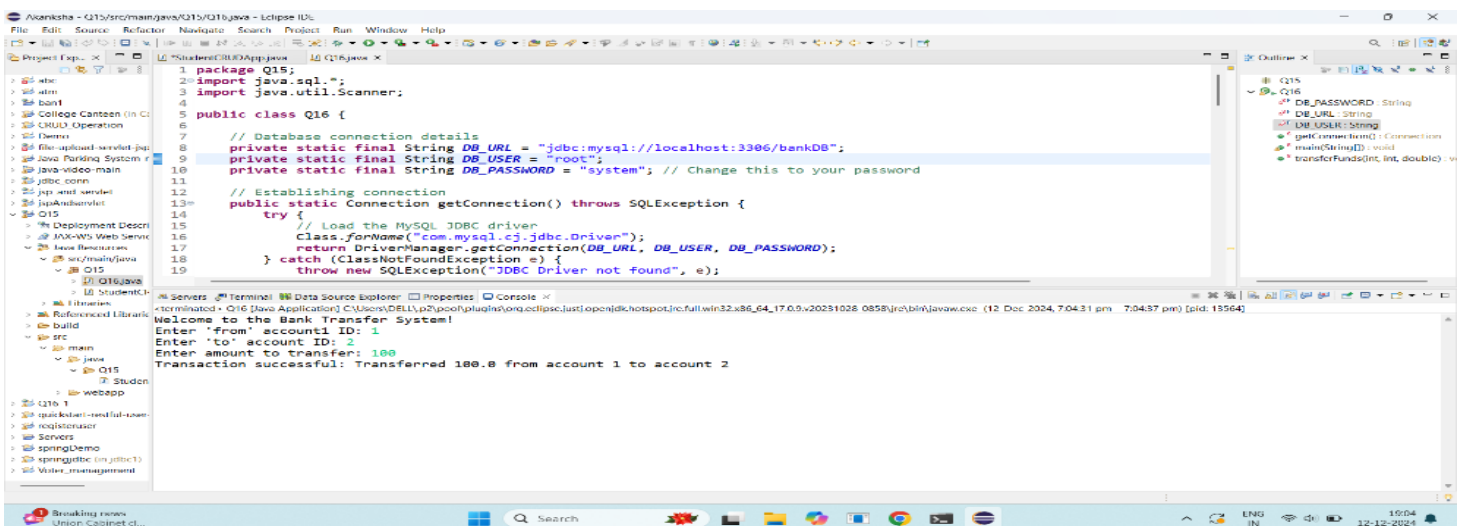 Akanksha - Q15/src/main/java/Q15/Q16.java - Eclipse IDE
File Edit Source Refactor Navigate Search Project Run Window Help
Project Exp...
abc
atm
ban1
College Canteen (in C
CRUD_Operation
Demo
file-upload-servlet-jsp
Java Parking System r
java-video-main
jdbc_conn
jsp and servlet
jspAndservlet
Q15
Deployment Descri
JAX-WS Web Servic
Java Resources
src/main/java
Q15
Q16.java
StudentC
Libraries
Referenced Librarie
build
src
main
java
Q15
Studen
webapp
Q16_1
quickstart-restful-user-
registeruser
Servers
springDemo
springjdbc (in jdbc1)
Voter_management
*StudentCRUDApp.java Q16.java
1 package Q15;
2 import java.sql.*;
3 import java.util.Scanner;
4
5 public class Q16 {
6
7 // Database connection details
8 private static final String DB_URL = "jdbc:mysql://localhost:3306/bankDB";
9 private static final String DB_USER = "root";
10 private static final String DB_PASSWORD = "system"; // Change this to your password
11
12 // Establishing connection
13 public static Connection getConnection() throws SQLException {
14 try {
15 // Load the MySQL JDBC driver
16 Class.forName("com.mysql.cj.jdbc.Driver");
17 return DriverManager.getConnection(DB_URL, DB_USER, DB_PASSWORD);
18 } catch (ClassNotFoundException e) {
19 throw new SQLException("JDBC Driver not found", e);
Outline
Q15
Q16
DB_PASSWORD : String
DB_URL : String
DB_USER : String
getConnection() : Connection
main(String[]) : void
transferFunds(int, int, double) : v
Servers Terminal Data Source Explorer Properties Console
<terminated> Q16 [Java Application] C:\Users\DELL\.p2\pool\plugins\org.eclipse.justj.openjdk.hotspot.jre.full.win32.x86_64_17.0.9.v20231028-0858\jre\bin\javaw.exe (12 Dec 2024, 7:04:31 pm - 7:04:37 pm) [pid: 13564]
Welcome to the Bank Transfer System!
Enter 'from' account1 ID: 1
Enter 'to' account ID: 2
Enter amount to transfer: 100
Transaction successful: Transferred 100.0 from account 1 to account 2
Breaking news
Union Cabinet cl...
Search
ENG
IN
19:04
12-12-2024